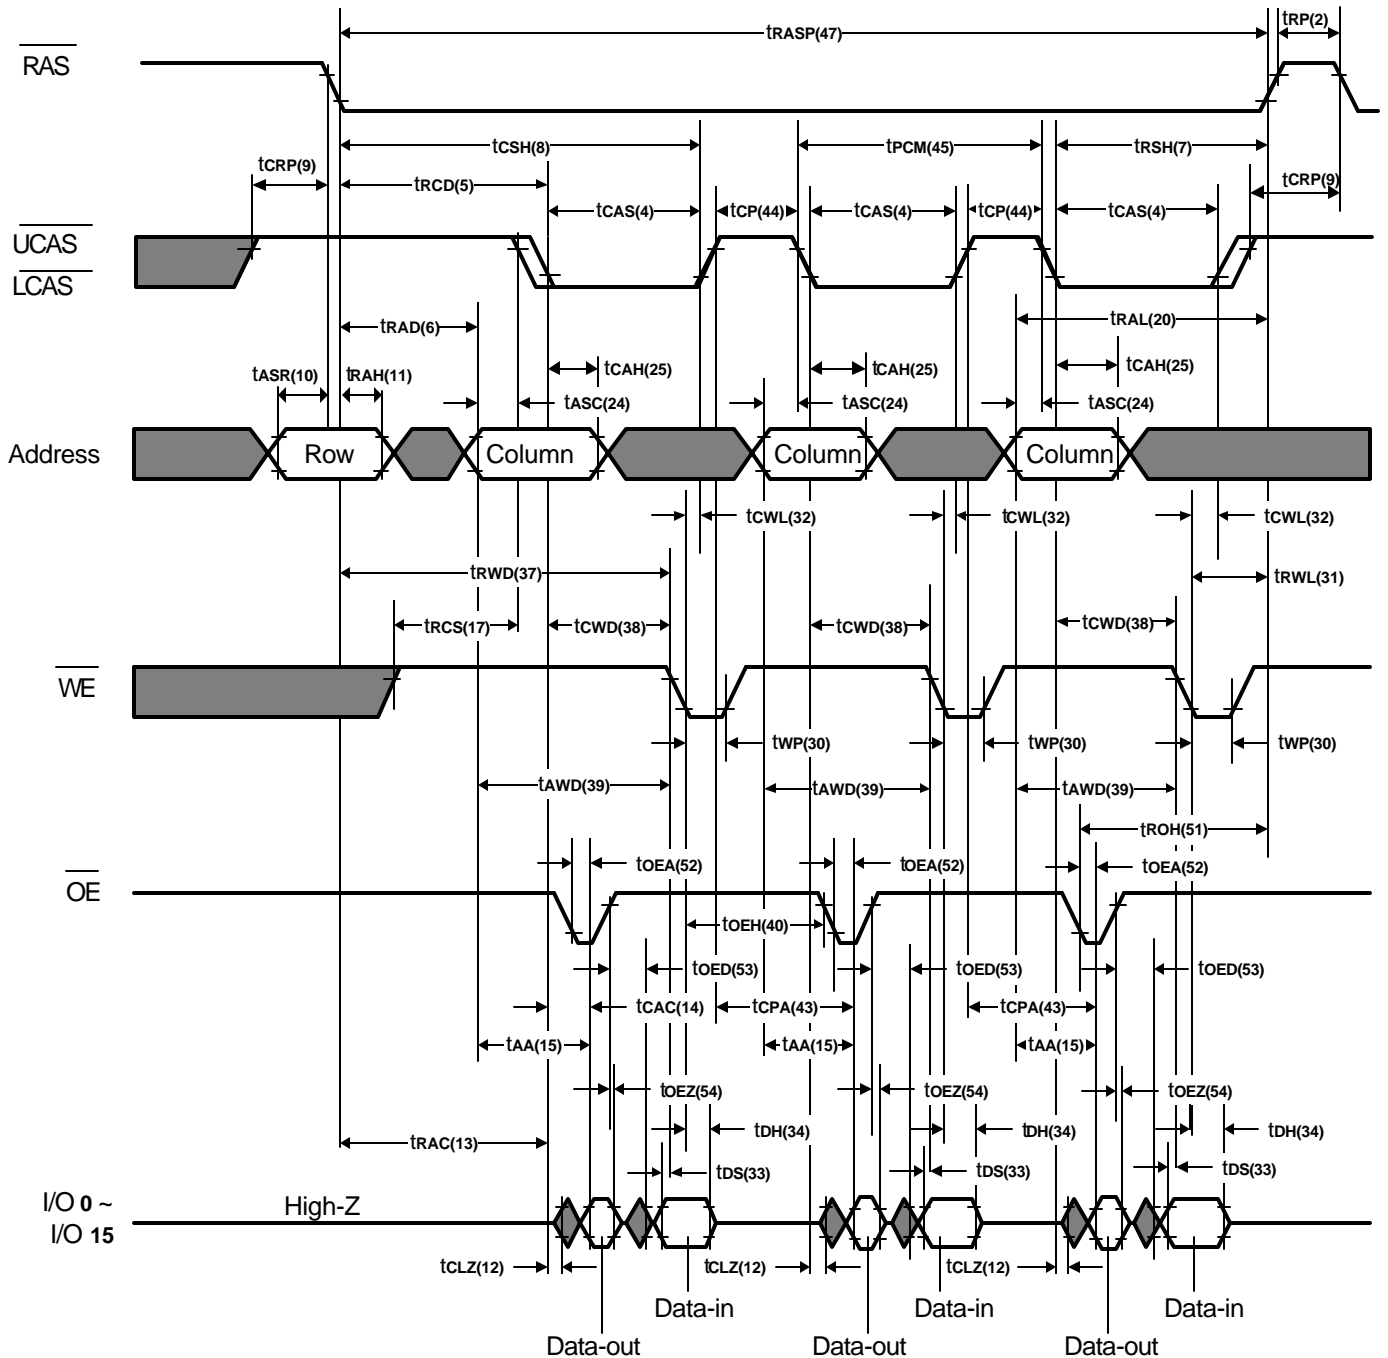 tRASP(47) tRP(2)
RAS
tCSH(8) tPCM(45) tRSH(7)
tCRP(9) tRCD(5) tCRP(9)
tCAS(4) tCP(44) tCAS(4) tCP(44) tCAS(4)
UCAS
LCAS
tRAD(6) tRAL(20)
tASR(10) tRAH(11) tCAH(25) tCAH(25) tCAH(25)
tASC(24) tASC(24) tASC(24)
Address Row Column Column Column
tCWL(32) tCWL(32) tCWL(32)
tRWD(37) tRWL(31)
tRCS(17) tCWD(38) tCWD(38) tCWD(38)
WE
tWP(30) tWP(30) tWP(30)
tAWD(39) tAWD(39) tAWD(39)
tROH(51)
tOEA(52) tOEA(52) tOEA(52)
OE
tOEH(40)
tOED(53) tOED(53) tOED(53)
tCAC(14) tCPA(43) tCPA(43)
tAA(15) tAA(15) tAA(15)
tOEZ(54) tOEZ(54) tOEZ(54)
tRAC(13) tDH(34) tDH(34) tDH(34)
tDS(33) tDS(33) tDS(33)
I/O 0 ~ High-Z
I/O 15
tCLZ(12) tCLZ(12) tCLZ(12)
Data-in Data-in Data-in
Data-out Data-out Data-out